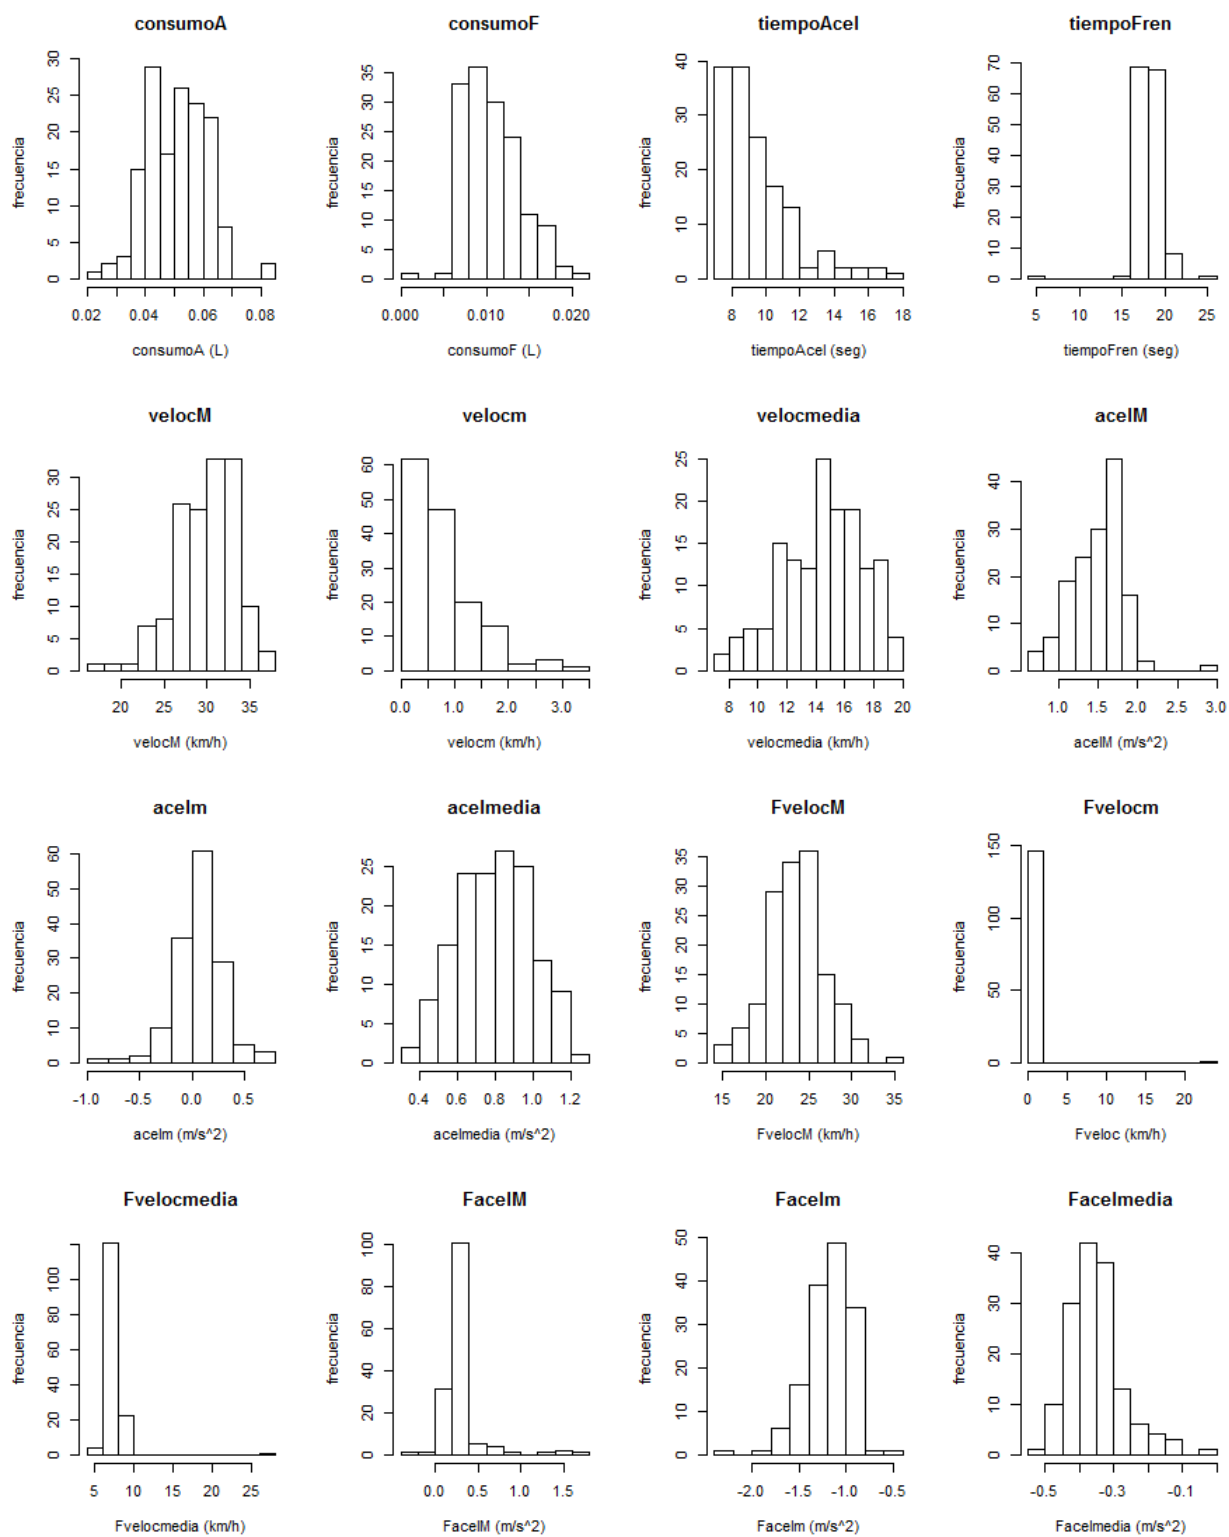 consumoA consumoF tiempoAcel tiempoFren
frecuencia 0 5 10 15 20 25 30
0.02 0.04 0.06 0.08
consumoA (L)
frecuencia 0 5 10 15 20 25 30 35
0.000 0.010 0.020
consumoF (L)
frecuencia 0 10 20 30 40
8 10 12 14 16 18
tiempoAcel (seg)
frecuencia 0 10 20 30 40 50 60 70
5 10 15 20 25
tiempoFren (seg)
velocM velocm velocmedia acelM
frecuencia 0 5 10 15 20 30
20 25 30 35
velocM (km/h)
frecuencia 0 10 20 30 40 50 60
0.0 1.0 2.0 3.0
velocm (km/h)
frecuencia 0 5 10 15 20 25
8 10 12 14 16 18 20
velocmedia (km/h)
frecuencia 0 10 20 30 40
1.0 1.5 2.0 2.5 3.0
acelM (m/s^2)
acelm acelmedia FvelocM Fvelocm
frecuencia 0 10 20 30 40 50 60
-1.0 -0.5 0.0 0.5
acelm (m/s^2)
frecuencia 0 5 10 15 20 25
0.4 0.6 0.8 1.0 1.2
acelmedia (m/s^2)
frecuencia 0 5 10 15 20 25 30 35
15 20 25 30 35
FvelocM (km/h)
frecuencia 0 50 100 150
0 5 10 15 20
Fveloc (km/h)
Fvelocmedia FacelM Facelm Facelmedia
frecuencia 0 20 40 60 80 100
5 10 15 20 25
Fvelocmedia (km/h)
frecuencia 0 20 40 60 80 100
0.0 0.5 1.0 1.5
FacelM (m/s^2)
frecuencia 0 10 20 30 40 50
-2.0 -1.5 -1.0 -0.5
Facelm (m/s^2)
frecuencia 0 10 20 30 40
-0.5 -0.3 -0.1
Facelmedia (m/s^2)